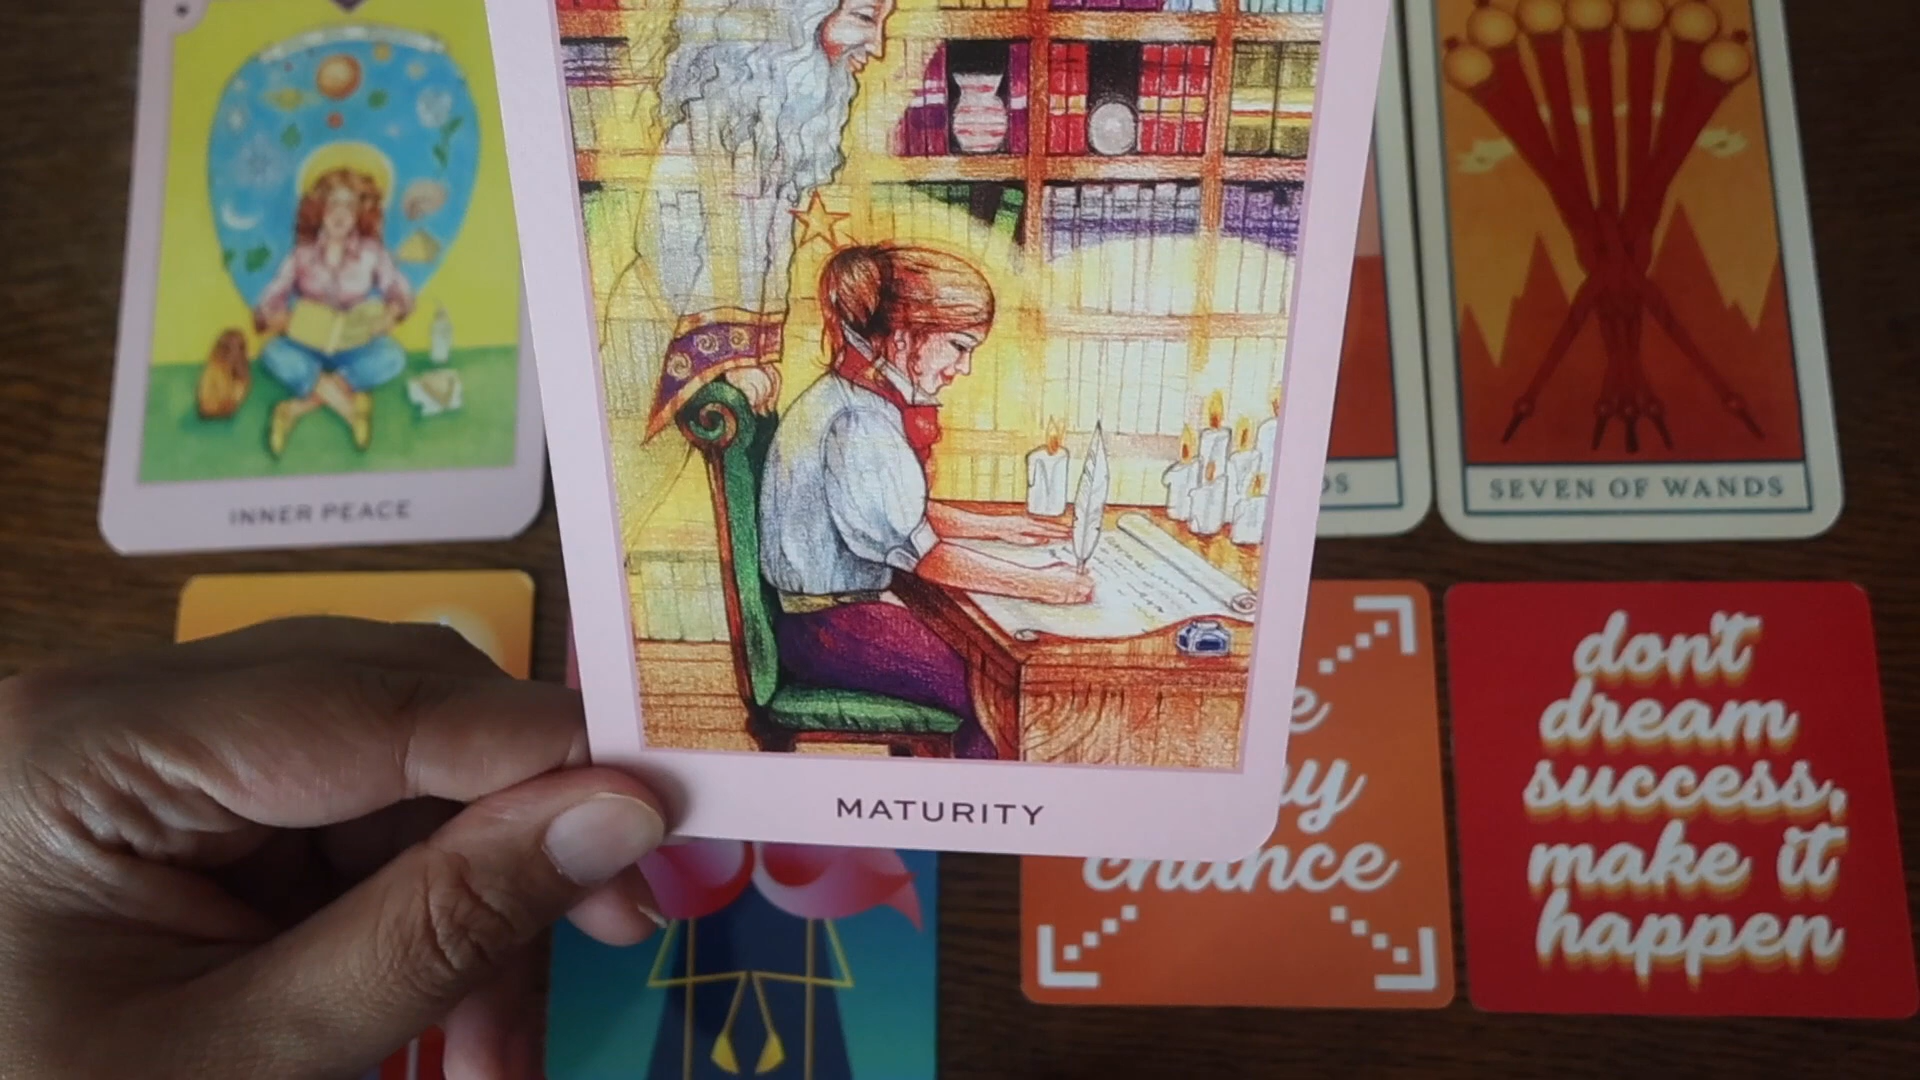 INNER PEACE
SEVEN OF WANDS
MATURITY
chance
don't
dream
success,
make it
happen